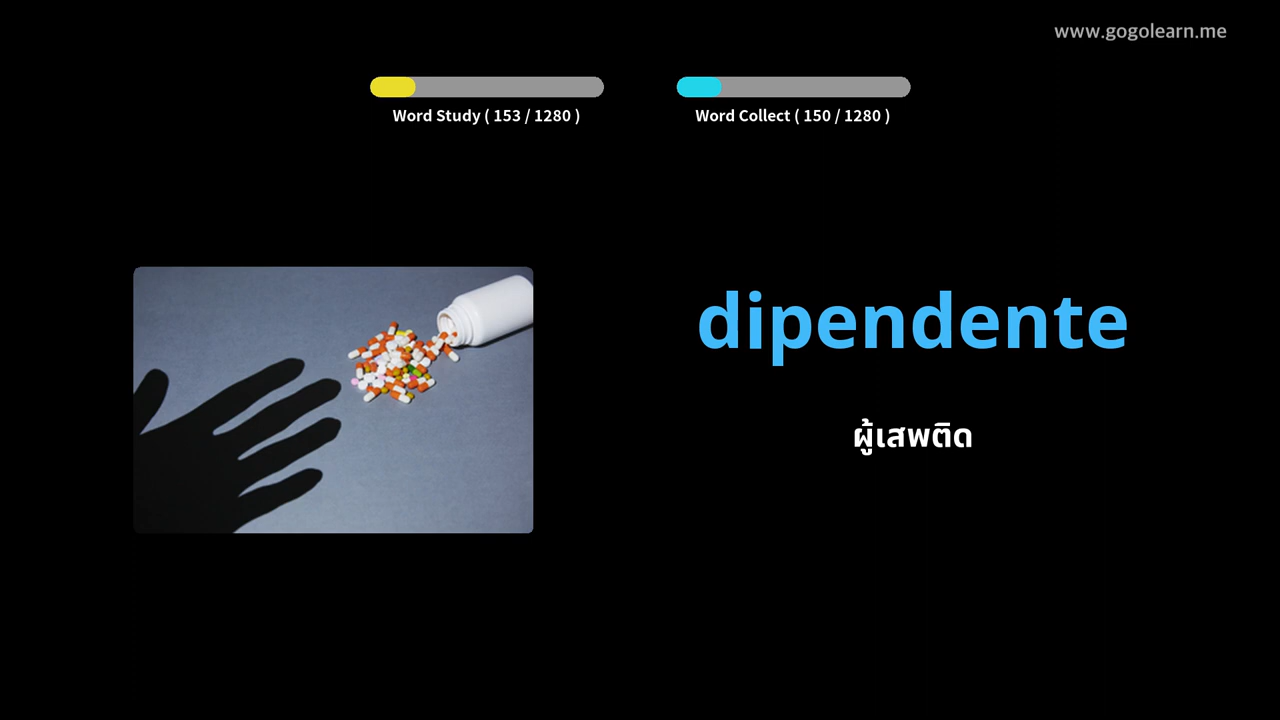 www.gogolearn.me
Word Study ( 153 / 1280 )
Word Collect ( 150 / 1280 )
dipendente
ผู้เสพติด